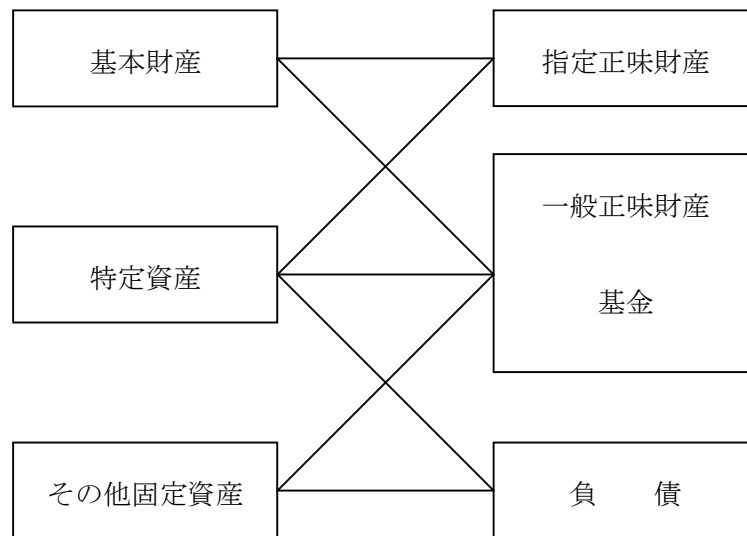 基本財産
指定正味財産
一般正味財産
特定資産
基金
その他固定資産
負　　債